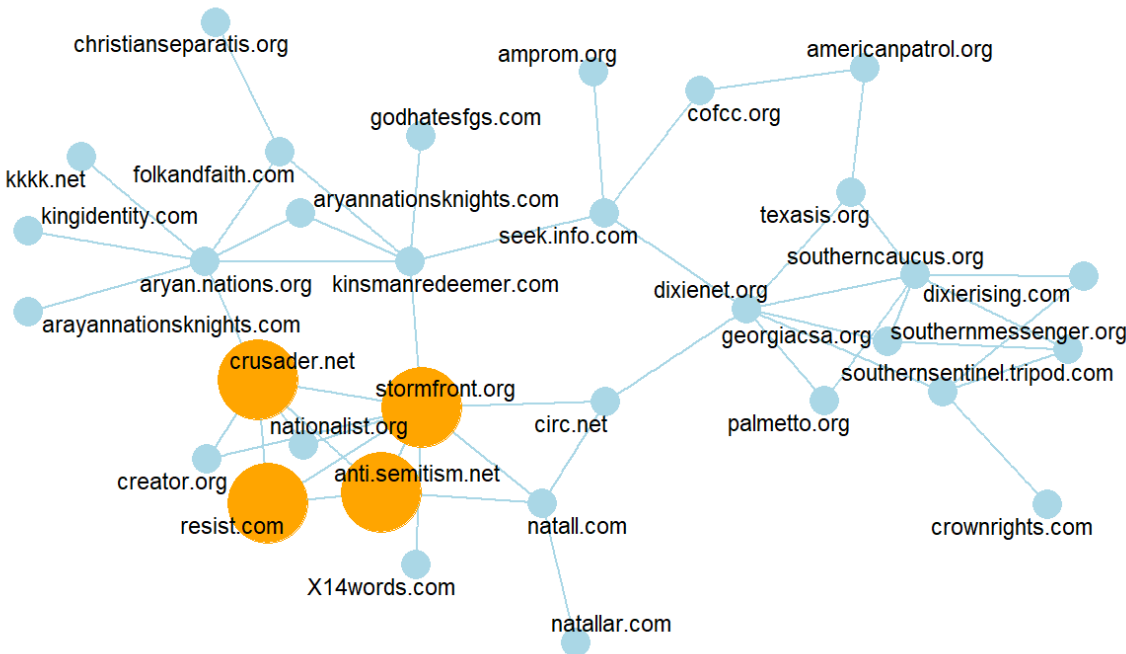 christianseparatis.org
amprom.org
americanpatrol.org
cofcc.org
godhatesfgs.com
kkkk.net
folkandfaith.com
aryannationsknights.com
kingidentity.com
texasis.org
seek.info.com
southerncaucus.org
aryan.nations.org
kinsmanredeemer.com
dixienet.org
dixierising.com
arayannationsknights.com
georgiacsa.org
southernmessenger.org
crusader.net
stormfront.org
southernsentinel.tripod.com
nationalist.org
circ.net
palmetto.org
creator.org
anti.semitism.net
resist.com
natall.com
crownrights.com
X14words.com
natallar.com